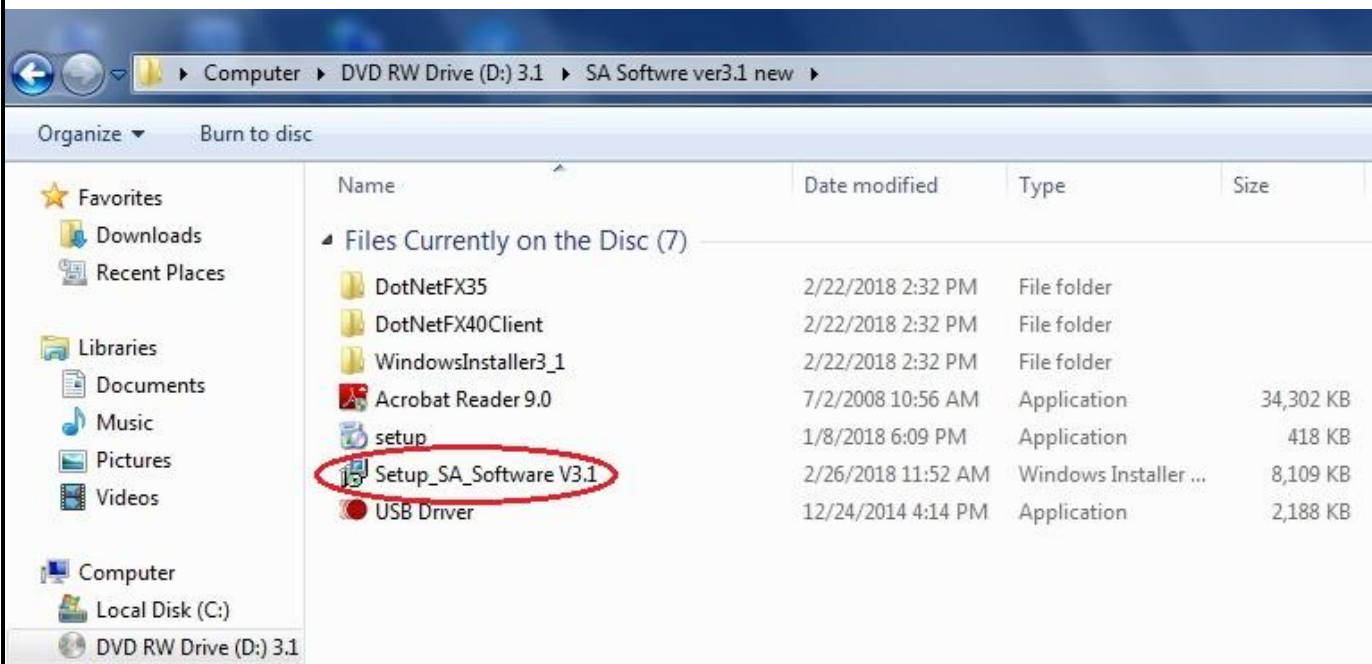 Computer ▸ DVD RW Drive (D:) 3.1 ▸ SA Softwre ver3.1 new ▸
Organize Burn to disc
Name Date modified Type Size
Favorites
Downloads
Recent Places
Libraries
Documents
Music
Pictures
Videos
Computer
Local Disk (C:)
DVD RW Drive (D:) 3.1
Files Currently on the Disc (7)
DotNetFX35 2/22/2018 2:32 PM File folder
DotNetFX40Client 2/22/2018 2:32 PM File folder
WindowsInstaller3_1 2/22/2018 2:32 PM File folder
Acrobat Reader 9.0 7/2/2008 10:56 AM Application 34,302 KB
setup 1/8/2018 6:09 PM Application 418 KB
Setup_SA_Software V3.1 2/26/2018 11:52 AM Windows Installer ... 8,109 KB
USB Driver 12/24/2014 4:14 PM Application 2,188 KB